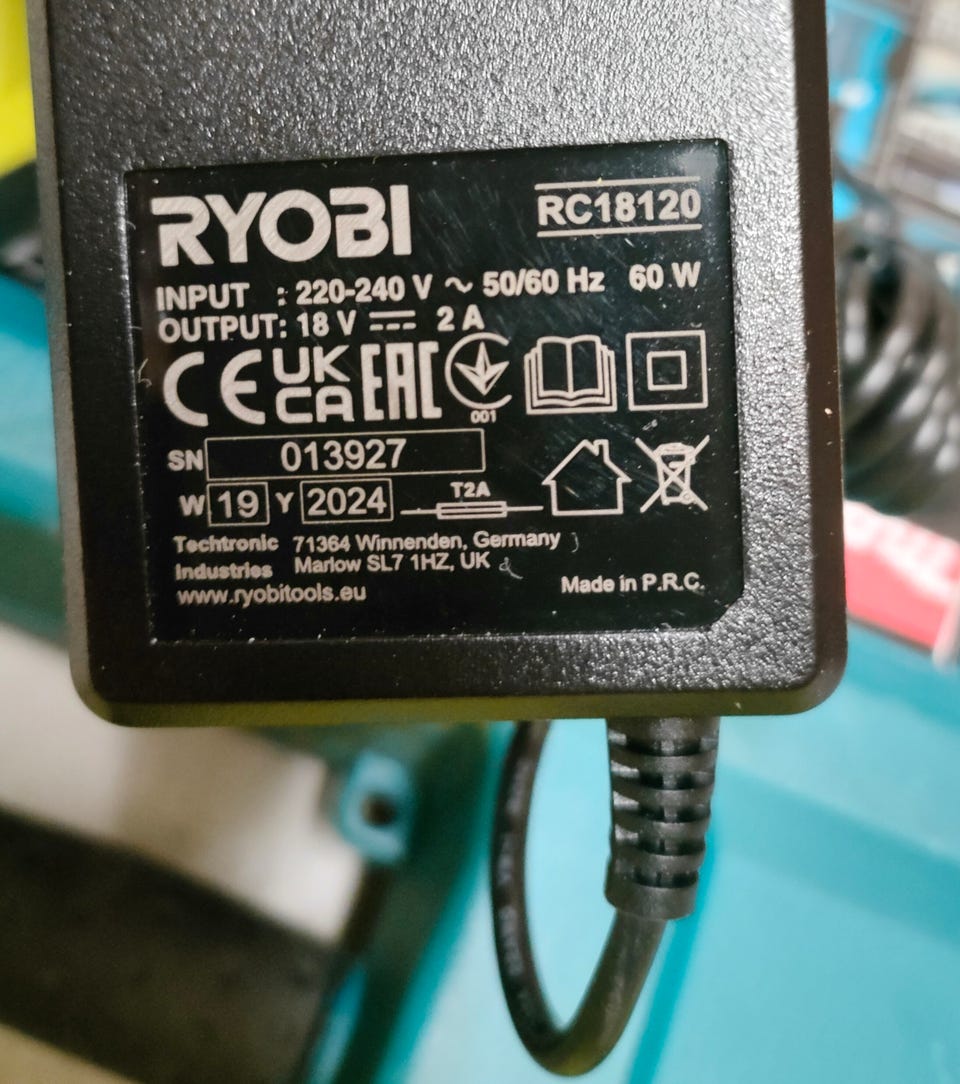 RYOBI
RC18120
INPUT : 220-240 V ~ 50/60 Hz 60 W
OUTPUT: 18 V ⎓ 2 A
CE UK CA EAC 001
SN 013927
W 19 Y 2024 T2A
Techtronic 71364 Winnenden, Germany
Industries Marlow SL7 1HZ, UK
www.ryobitools.eu
Made in P.R.C.